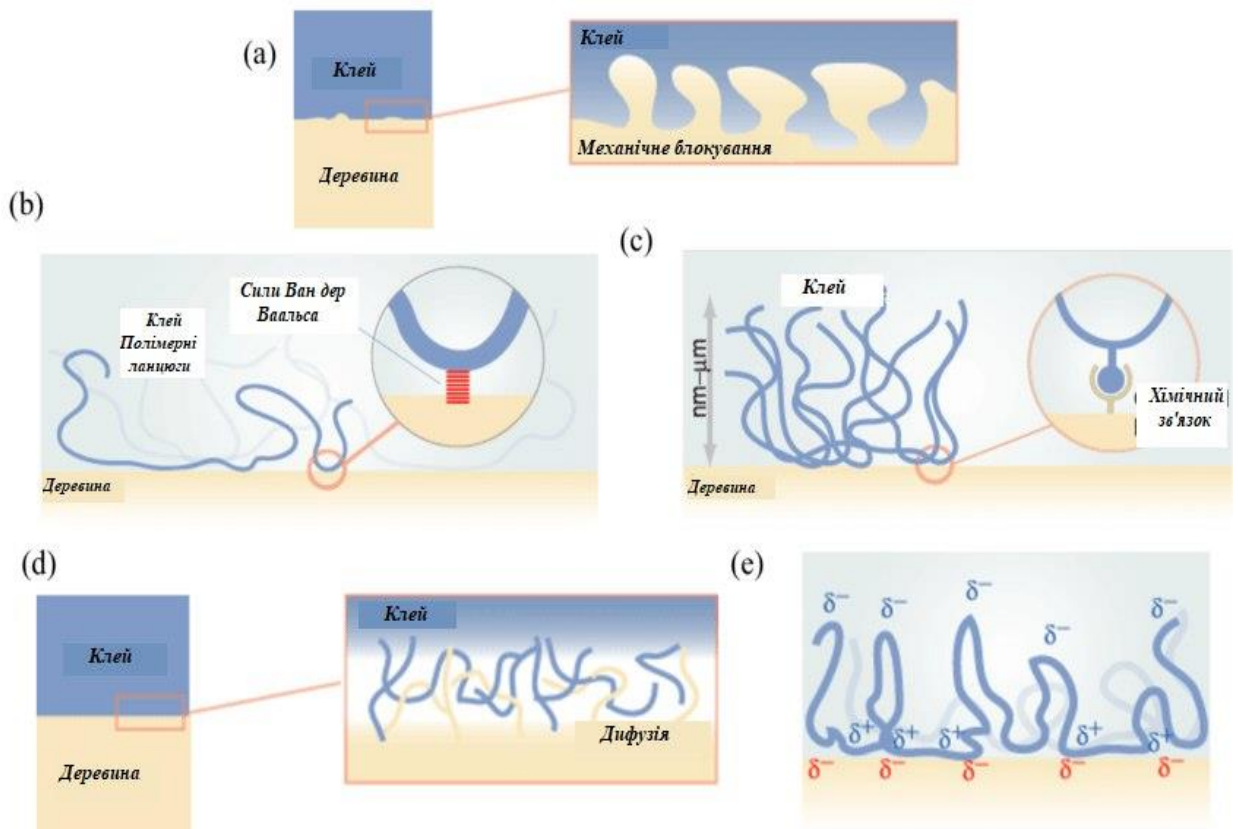 (a)
Клей
Деревина
Клей
Механічне блокування
(b)
Клей
Полімерні
ланцюги
Сили Ван дер
Ваальса
Деревина
(c)
Клей
nm–μm
Хімічний
зв'язок
Деревина
(d)
Клей
Деревина
Клей
Дифузія
(e)
δ− δ− δ− δ− δ−
δ+ δ+ δ+ δ+ δ+
δ− δ− δ− δ− δ−